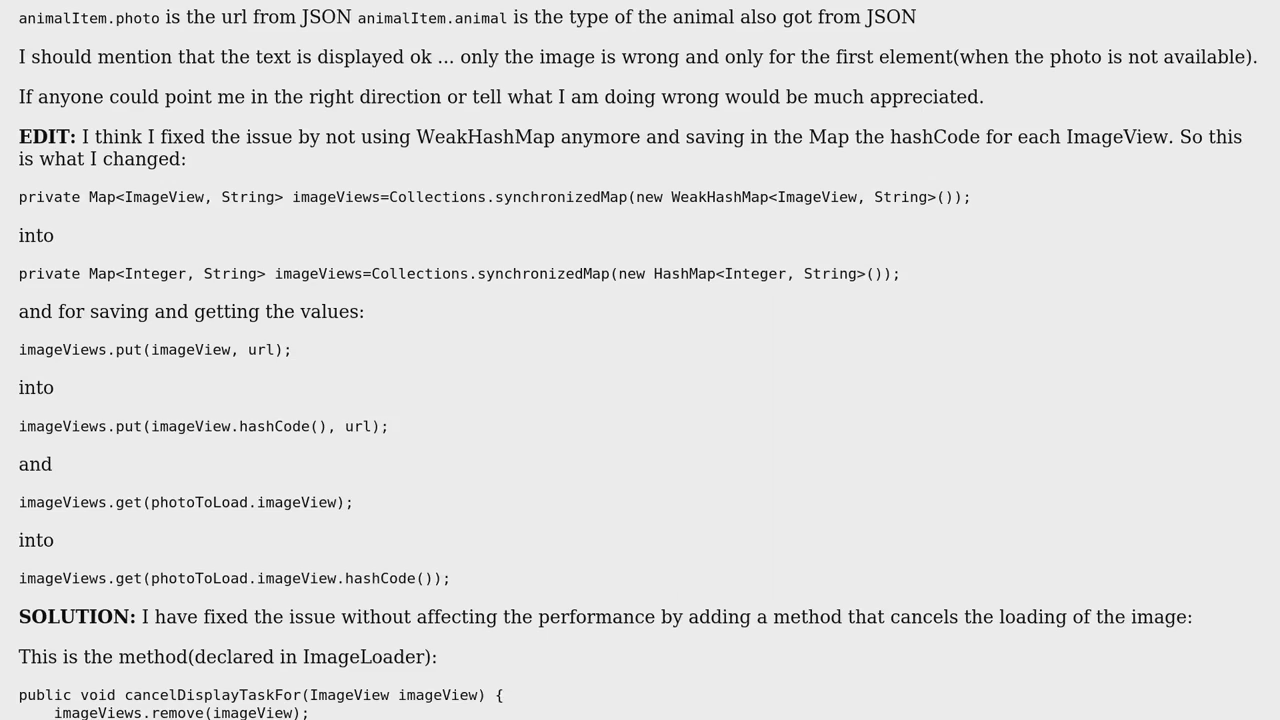 animalItem.photo is the url from JSON animalItem.animal is the type of the animal also got from JSON
I should mention that the text is displayed ok ... only the image is wrong and only for the first element(when the photo is not available).
If anyone could point me in the right direction or tell what I am doing wrong would be much appreciated.
EDIT: I think I fixed the issue by not using WeakHashMap anymore and saving in the Map the hashCode for each ImageView. So this
is what I changed:
private Map<ImageView, String> imageViews=Collections.synchronizedMap(new WeakHashMap<ImageView, String>());
into
private Map<Integer, String> imageViews=Collections.synchronizedMap(new HashMap<Integer, String>());
and for saving and getting the values:
imageViews.put(imageView, url);
into
imageViews.put(imageView.hashCode(), url);
and
imageViews.get(photoToLoad.imageView);
into
imageViews.get(photoToLoad.imageView.hashCode());
SOLUTION: I have fixed the issue without affecting the performance by adding a method that cancels the loading of the image:
This is the method(declared in ImageLoader):
public void cancelDisplayTaskFor(ImageView imageView) {
    imageViews.remove(imageView);